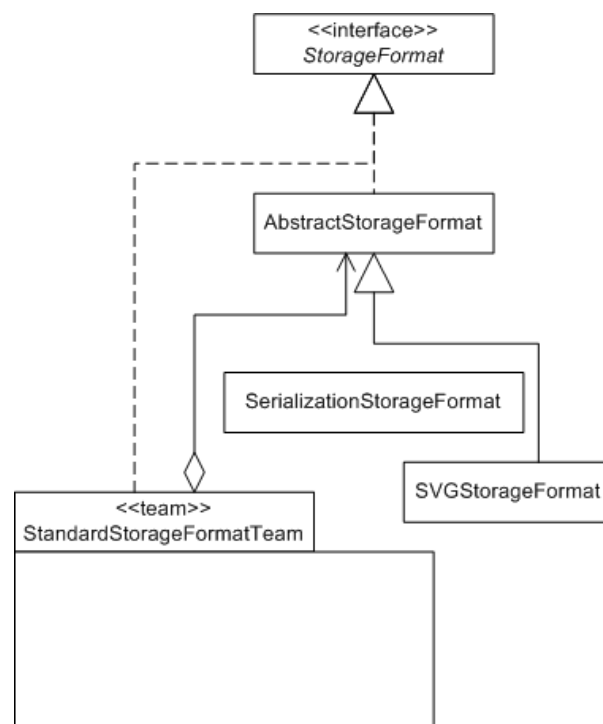 <<interface>>
StorageFormat
AbstractStorageFormat
SerializationStorageFormat
SVGStorageFormat
<<team>>
StandardStorageFormatTeam